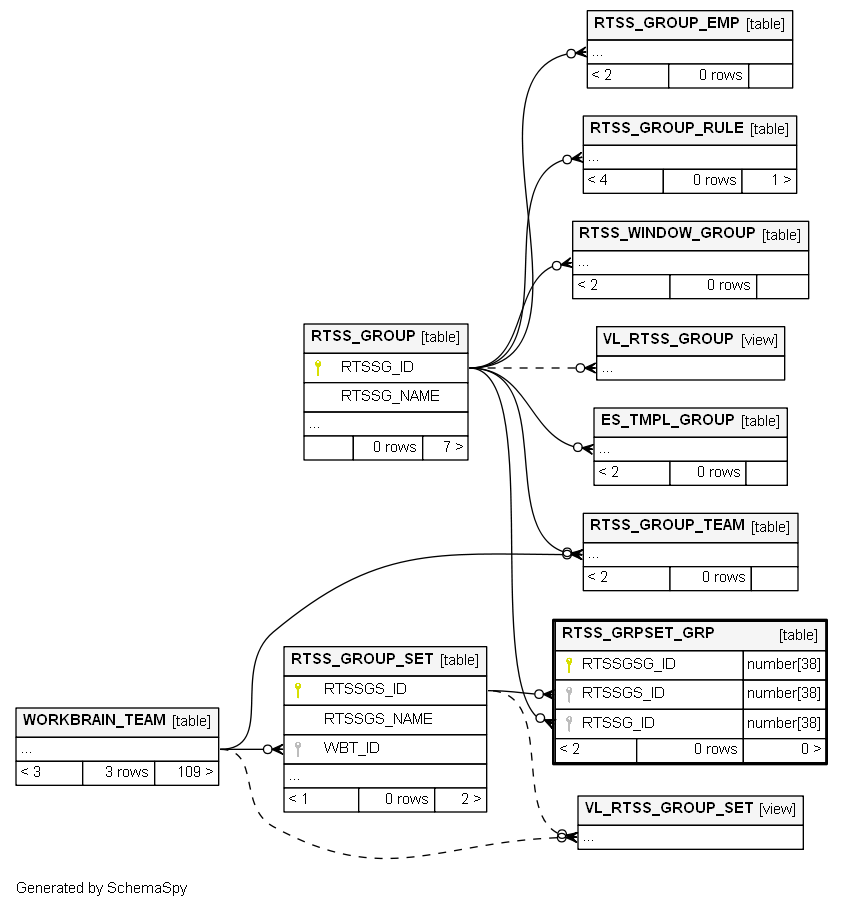 RTSS_GROUP_EMP [table]
...
< 2 0 rows
RTSS_GROUP_RULE [table]
...
< 4 0 rows 1 >
RTSS_WINDOW_GROUP [table]
...
< 2 0 rows
RTSS_GROUP [table]
RTSSG_ID
RTSSG_NAME
...
0 rows 7 >
VL_RTSS_GROUP [view]
...
ES_TMPL_GROUP [table]
...
< 2 0 rows
RTSS_GROUP_TEAM [table]
...
< 2 0 rows
RTSS_GRPSET_GRP [table]
RTSSGSG_ID number[38]
RTSSGS_ID number[38]
RTSSG_ID number[38]
< 2 0 rows 0 >
RTSS_GROUP_SET [table]
RTSSGS_ID
RTSSGS_NAME
WBT_ID
...
< 1 0 rows 2 >
WORKBRAIN_TEAM [table]
...
< 3 3 rows 109 >
VL_RTSS_GROUP_SET [view]
...
Generated by SchemaSpy